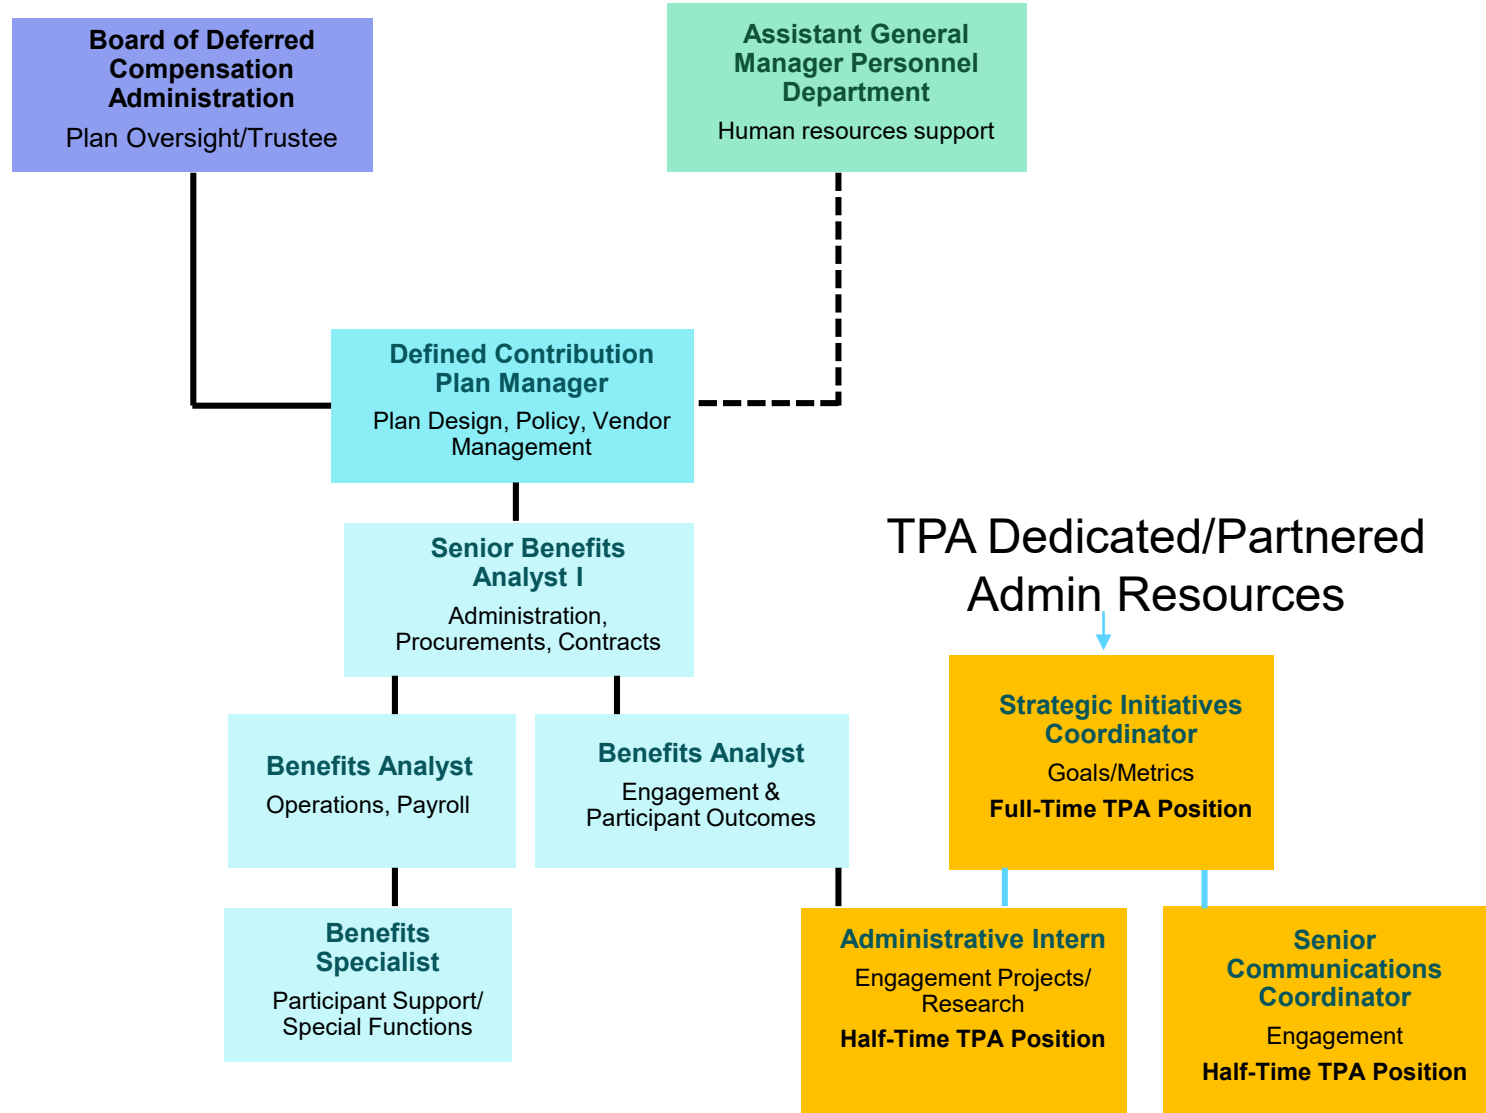 Board of Deferred
Compensation
Administration
Plan Oversight/Trustee
Assistant General
Manager Personnel
Department
Human resources support
Defined Contribution
Plan Manager
Plan Design, Policy, Vendor
Management
Senior Benefits
Analyst I
Administration,
Procurements, Contracts
TPA Dedicated/Partnered
Admin Resources
Strategic Initiatives
Coordinator
Goals/Metrics
Full-Time TPA Position
Benefits Analyst
Operations, Payroll
Benefits Analyst
Engagement &
Participant Outcomes
Benefits
Specialist
Participant Support/
Special Functions
Administrative Intern
Engagement Projects/
Research
Half-Time TPA Position
Senior
Communications
Coordinator
Engagement
Half-Time TPA Position